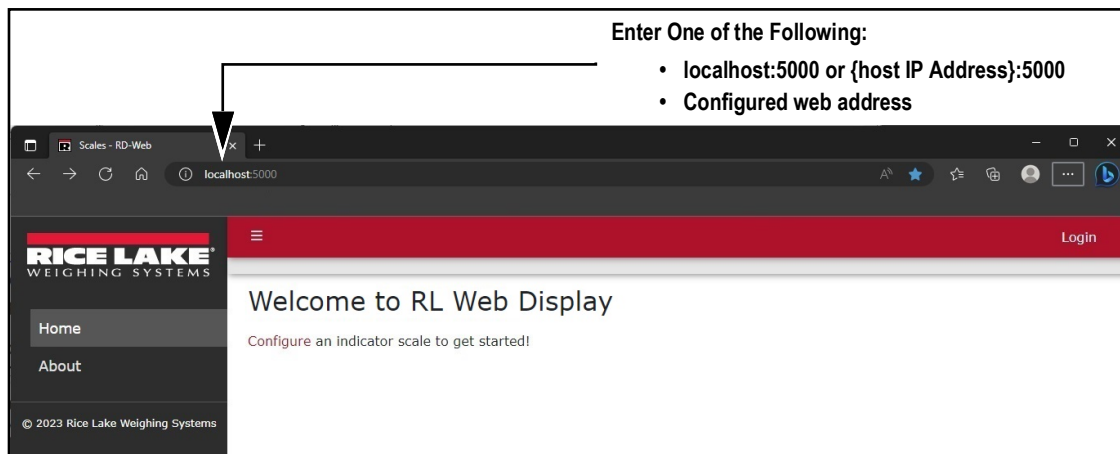 Enter One of the Following:
• localhost:5000 or {host IP Address}:5000
• Configured web address
Scales - RD-Web
localhost:5000
RICE LAKE®
WEIGHING SYSTEMS
Login
Welcome to RL Web Display
Home
Configure an indicator scale to get started!
About
© 2023 Rice Lake Weighing Systems